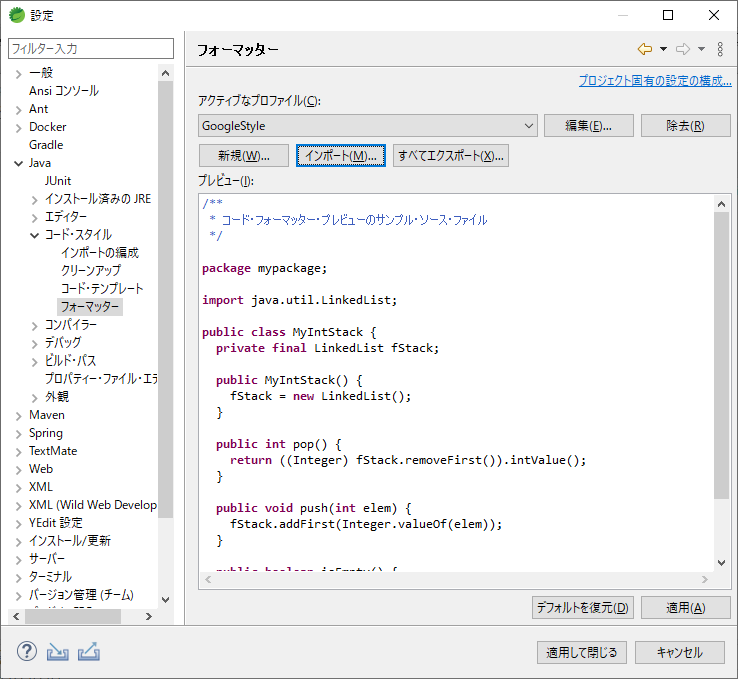 設定
フィルター入力
一般
Ansi コンソール
Ant
Docker
Gradle
Java
JUnit
インストール済みの JRE
エディター
コード・スタイル
インポートの編成
クリーンアップ
コード・テンプレート
フォーマッター
コンパイラー
デバッグ
ビルド・パス
プロパティー・ファイル・エデ
外観
Maven
Spring
TextMate
Web
XML
XML (Wild Web Develop
YEdit 設定
インストール/更新
サーバー
ターミナル
バージョン管理 (チーム)
フォーマッター
プロジェクト固有の設定の構成...
アクティブなプロファイル(C):
GoogleStyle
編集(E)...
除去(R)
新規(W)...
インポート(M)...
すべてエクスポート(X)...
プレビュー(I):
/**
* コード・フォーマッター・プレビューのサンプル・ソース・ファイル
*/
package mypackage;
import java.util.LinkedList;
public class MyIntStack {
private final LinkedList fStack;
public MyIntStack() {
fStack = new LinkedList();
}
public int pop() {
return ((Integer) fStack.removeFirst()).intValue();
}
public void push(int elem) {
fStack.addFirst(Integer.valueOf(elem));
}
public boolean isEmpty() {
デフォルトを復元(D)
適用(A)
適用して閉じる
キャンセル